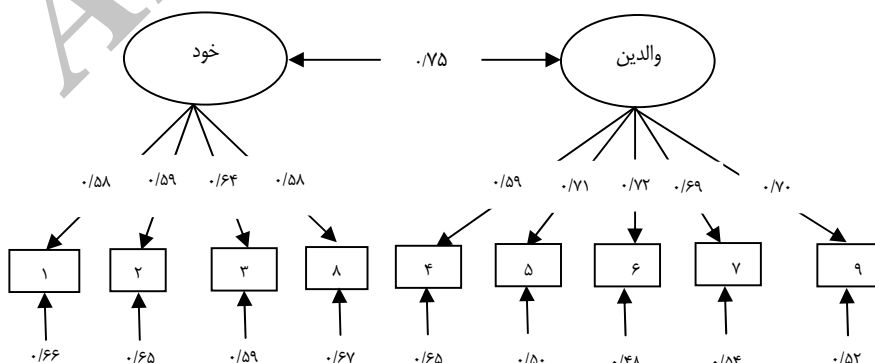 خود
والدین
۰/۷۵
۰/۵۸ ۰/۵۹ ۰/۶۴ ۰/۵۸ ۰/۵۹ ۰/۷۱ ۰/۷۲ ۰/۶۹ ۰/۷۰
۱ ۲ ۳ ۸ ۴ ۵ ۶ ۷ ۹
۰/۶۶ ۰/۶۵ ۰/۵۹ ۰/۶۷ ۰/۶۵ ۰/۵۰ ۰/۴۸ ۰/۵۴ ۰/۵۲